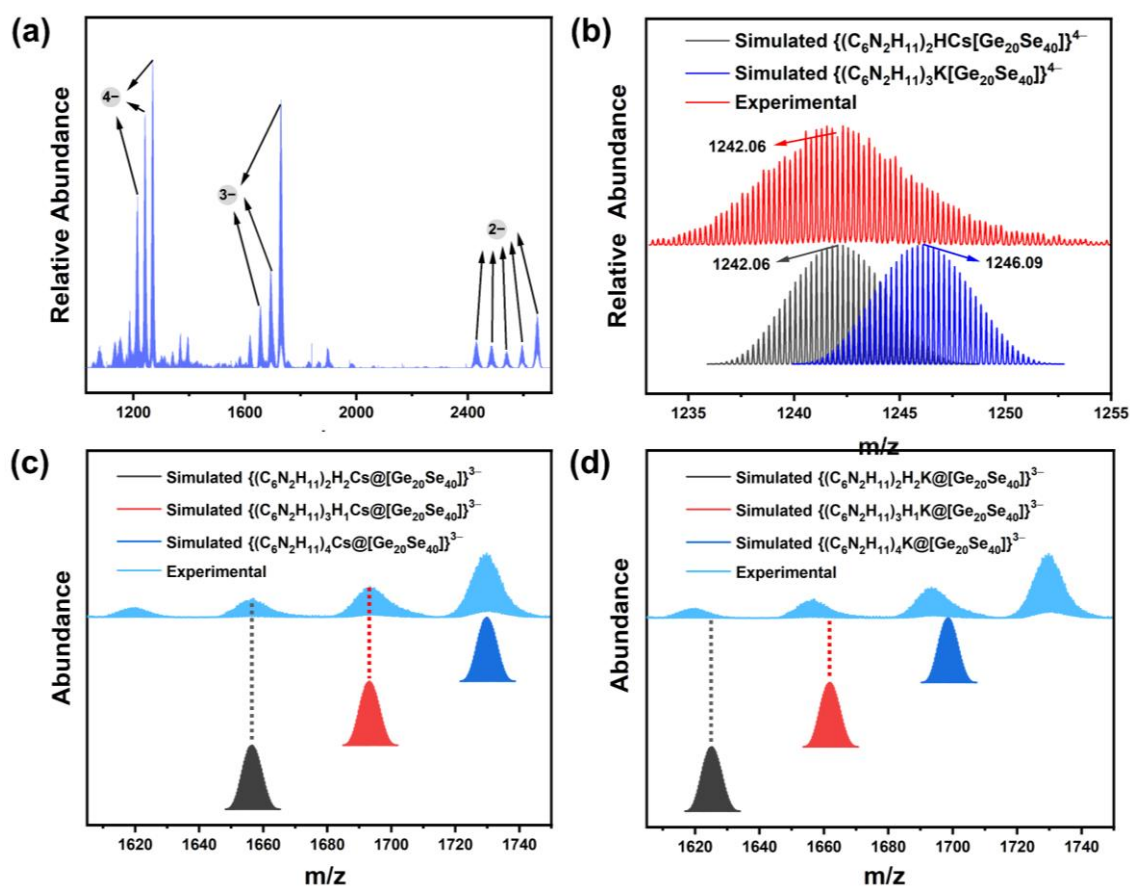 (a)
Relative Abundance
4−
3−
2−
1200 1600 2000 2400
(b)
Relative Abundance
Simulated {(C₆N₂H₁₁)₂HCs[Ge₂₀Se₄₀]}⁴⁻
Simulated {(C₆N₂H₁₁)₃K[Ge₂₀Se₄₀]}⁴⁻
Experimental
1242.06
1242.06
1246.09
1235 1240 1245 1250 1255
m/z
(c)
Abundance
Simulated {(C₆N₂H₁₁)₂H₂Cs@[Ge₂₀Se₄₀]}³⁻
Simulated {(C₆N₂H₁₁)₃H₁Cs@[Ge₂₀Se₄₀]}³⁻
Simulated {(C₆N₂H₁₁)₄Cs@[Ge₂₀Se₄₀]}³⁻
Experimental
1620 1640 1660 1680 1700 1720 1740
m/z
(d)
Abundance
Simulated {(C₆N₂H₁₁)₂H₂K@[Ge₂₀Se₄₀]}³⁻
Simulated {(C₆N₂H₁₁)₃H₁K@[Ge₂₀Se₄₀]}³⁻
Simulated {(C₆N₂H₁₁)₄K@[Ge₂₀Se₄₀]}³⁻
Experimental
1620 1640 1660 1680 1700 1720 1740
m/z